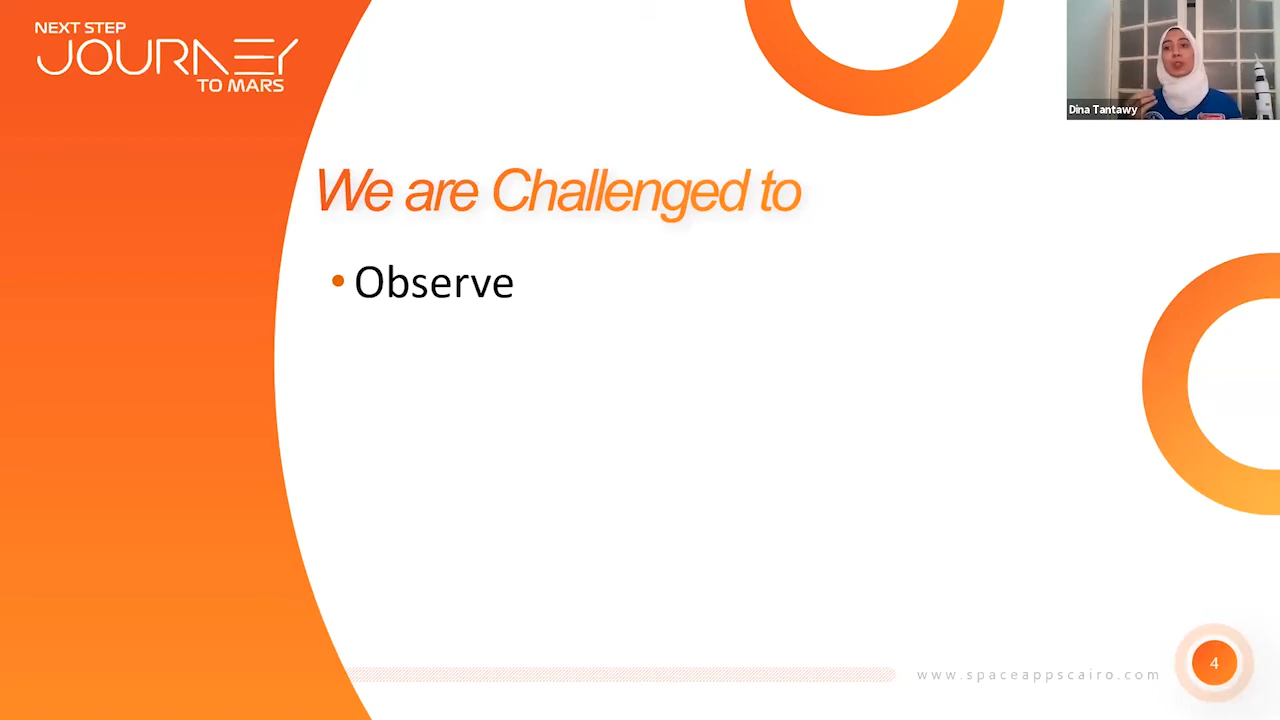 NEXT STEP
JOURNEY
TO MARS
Dina Tantawy
We are Challenged to
• Observe
www.spaceappscairo.com
4